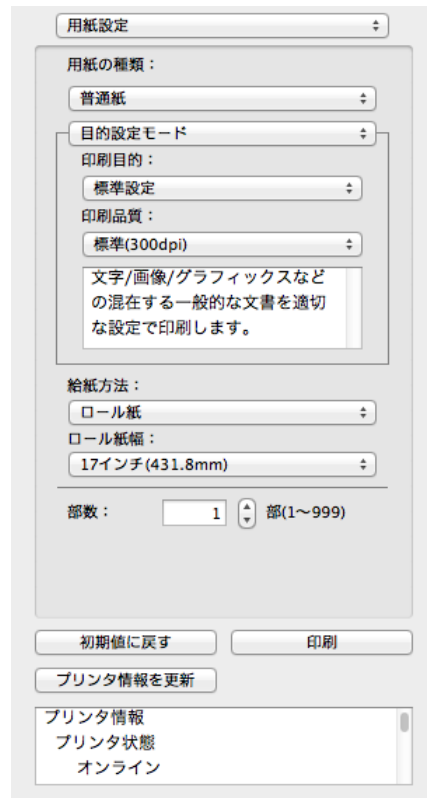 用紙設定
用紙の種類：
普通紙
目的設定モード
印刷目的：
標準設定
印刷品質：
標準(300dpi)
文字/画像/グラフィックスなど
の混在する一般的な文書を適切
な設定で印刷します。
給紙方法：
ロール紙
ロール紙幅：
17インチ(431.8mm)
部数： 1 部(1〜999)
初期値に戻す 印刷
プリンタ情報を更新
プリンタ情報
プリンタ状態
オンライン